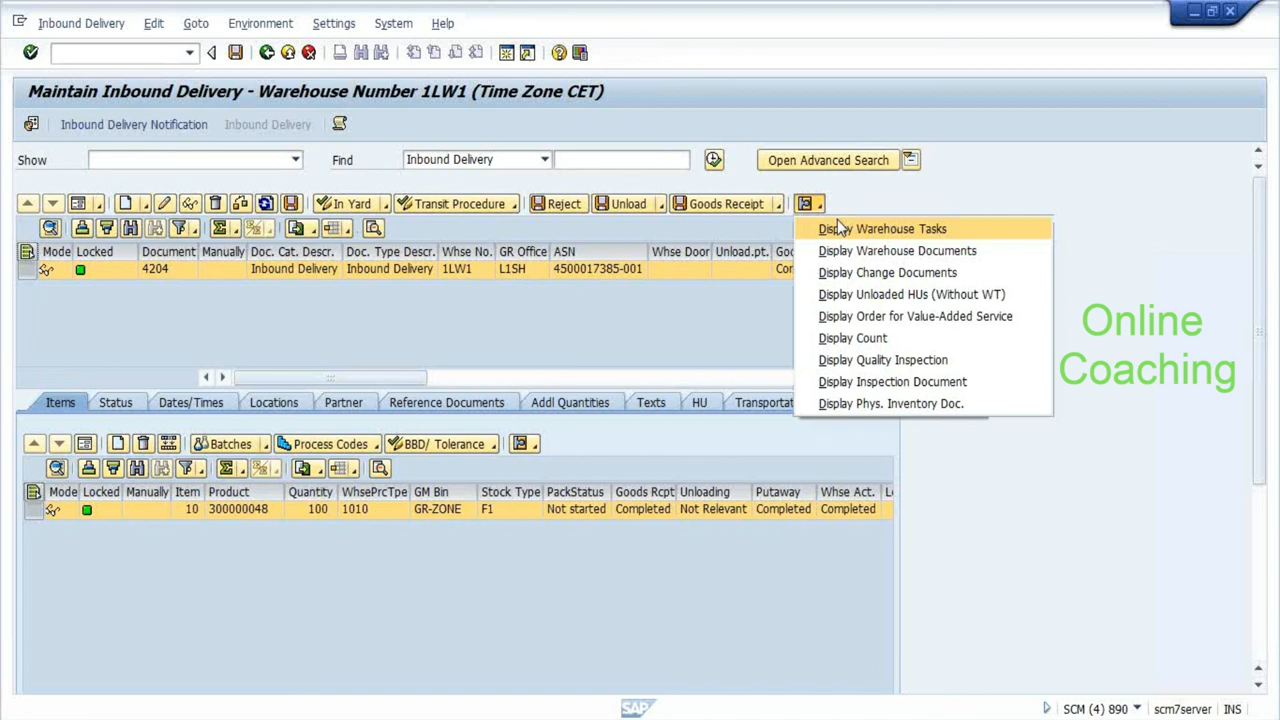 Inbound Delivery Edit Goto Environment Settings System Help
Maintain Inbound Delivery - Warehouse Number 1LW1 (Time Zone CET)
Inbound Delivery Notification Inbound Delivery
Show Find Inbound Delivery Open Advanced Search
In Yard Transit Procedure Reject Unload Goods Receipt
Display Warehouse Tasks
Display Warehouse Documents
Display Change Documents
Display Unloaded HUs (Without WT)
Display Order for Value-Added Service
Display Count
Display Quality Inspection
Display Inspection Document
Display Phys. Inventory Doc.
Mode Locked Document Manually Doc. Cat. Descr. Doc. Type Descr. Whse No. GR Office ASN Whse Door Unload.pt.
4204 Inbound Delivery Inbound Delivery 1LW1 L1SH 4500017385-001
Online
Coaching
Items Status Dates/Times Locations Partner Reference Documents Addl Quantities Texts HU Transportat
Batches Process Codes BBD/ Tolerance
Mode Locked Manually Item Product Quantity WhsePrcTpe GM Bin Stock Type PackStatus Goods Rcpt Unloading Putaway Whse Act.
10 300000048 100 1010 GR-ZONE F1 Not started Completed Not Relevant Completed Completed
SAP
SCM (4) 890 scm7server INS